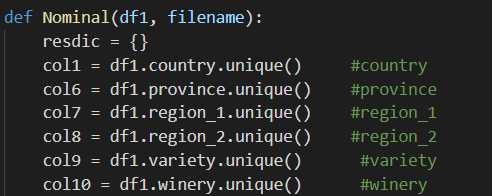 def Nominal(df1, filename):
    resdic = {}
    col1 = df1.country.unique()     #country
    col6 = df1.province.unique()    #province
    col7 = df1.region_1.unique()    #region_1
    col8 = df1.region_2.unique()    #region_2
    col9 = df1.variety.unique()      #variety
    col10 = df1.winery.unique()      #winery